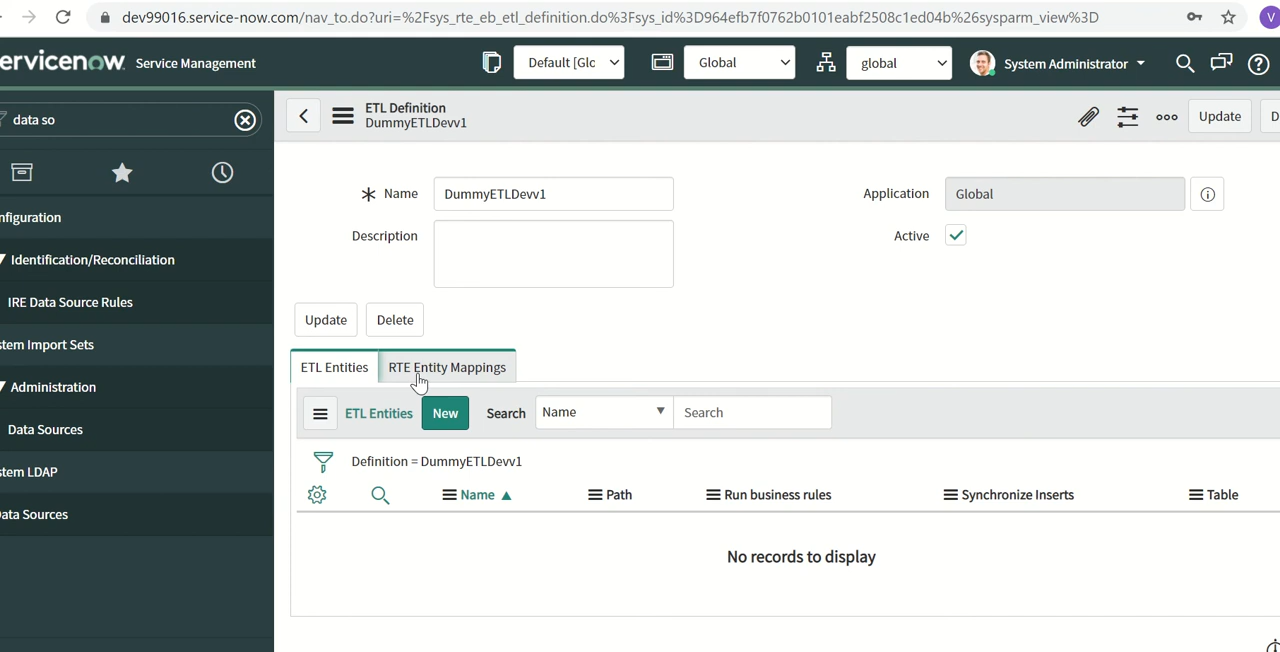 dev99016.service-now.com/nav_to.do?uri=%2Fsys_rte_eb_etl_definition.do%3Fsys_id%3D964efb7f0762b0101eabf2508c1ed04b%26sysparm_view%3D
V
ervicenow. Service Management
Default [Glc
Global
global
System Administrator
data so
ETL Definition
DummyETLDevv1
Update
D
Name
DummyETLDevv1
Application
Global
Description
Active
nfiguration
Identification/Reconciliation
IRE Data Source Rules
stem Import Sets
Administration
Data Sources
stem LDAP
ata Sources
Update
Delete
ETL Entities
RTE Entity Mappings
ETL Entities
New
Search
Name
Search
Definition = DummyETLDevv1
Name
Path
Run business rules
Synchronize Inserts
Table
No records to display